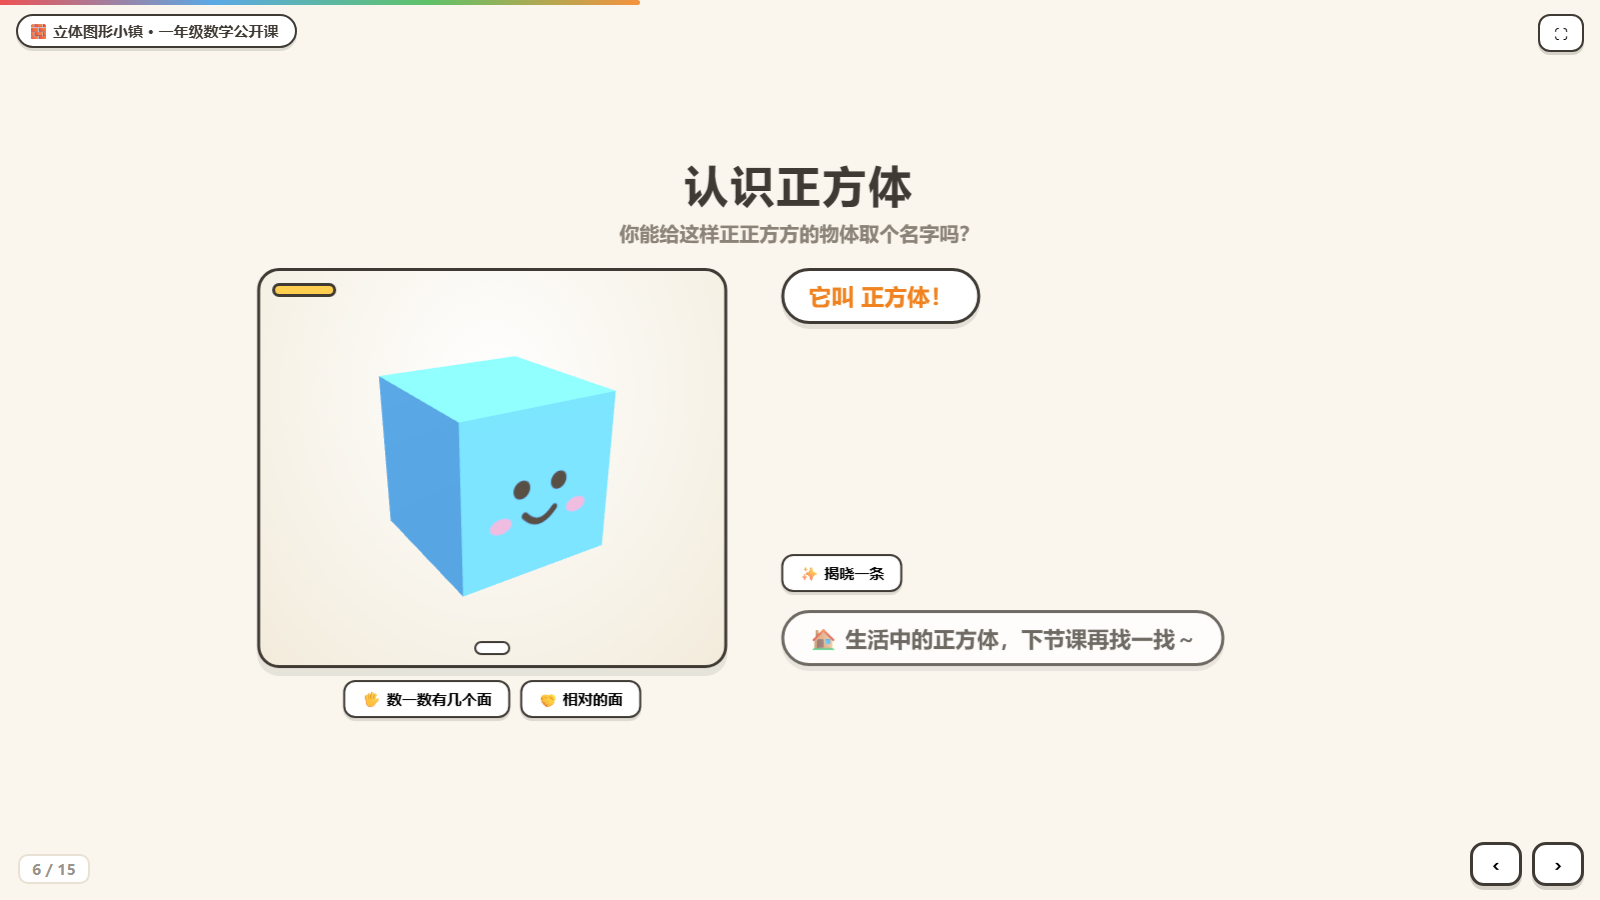 🧱 立体图形小镇 • 一年级数学公开课
认识正方体
你能给这样正正方方的物体取个名字吗？
它叫 正方体！
✨ 揭晓一条
🏠 生活中的正方体，下节课再找一找～
🖐 数一数有几个面
🤝 相对的面
6 / 15
‹ ›